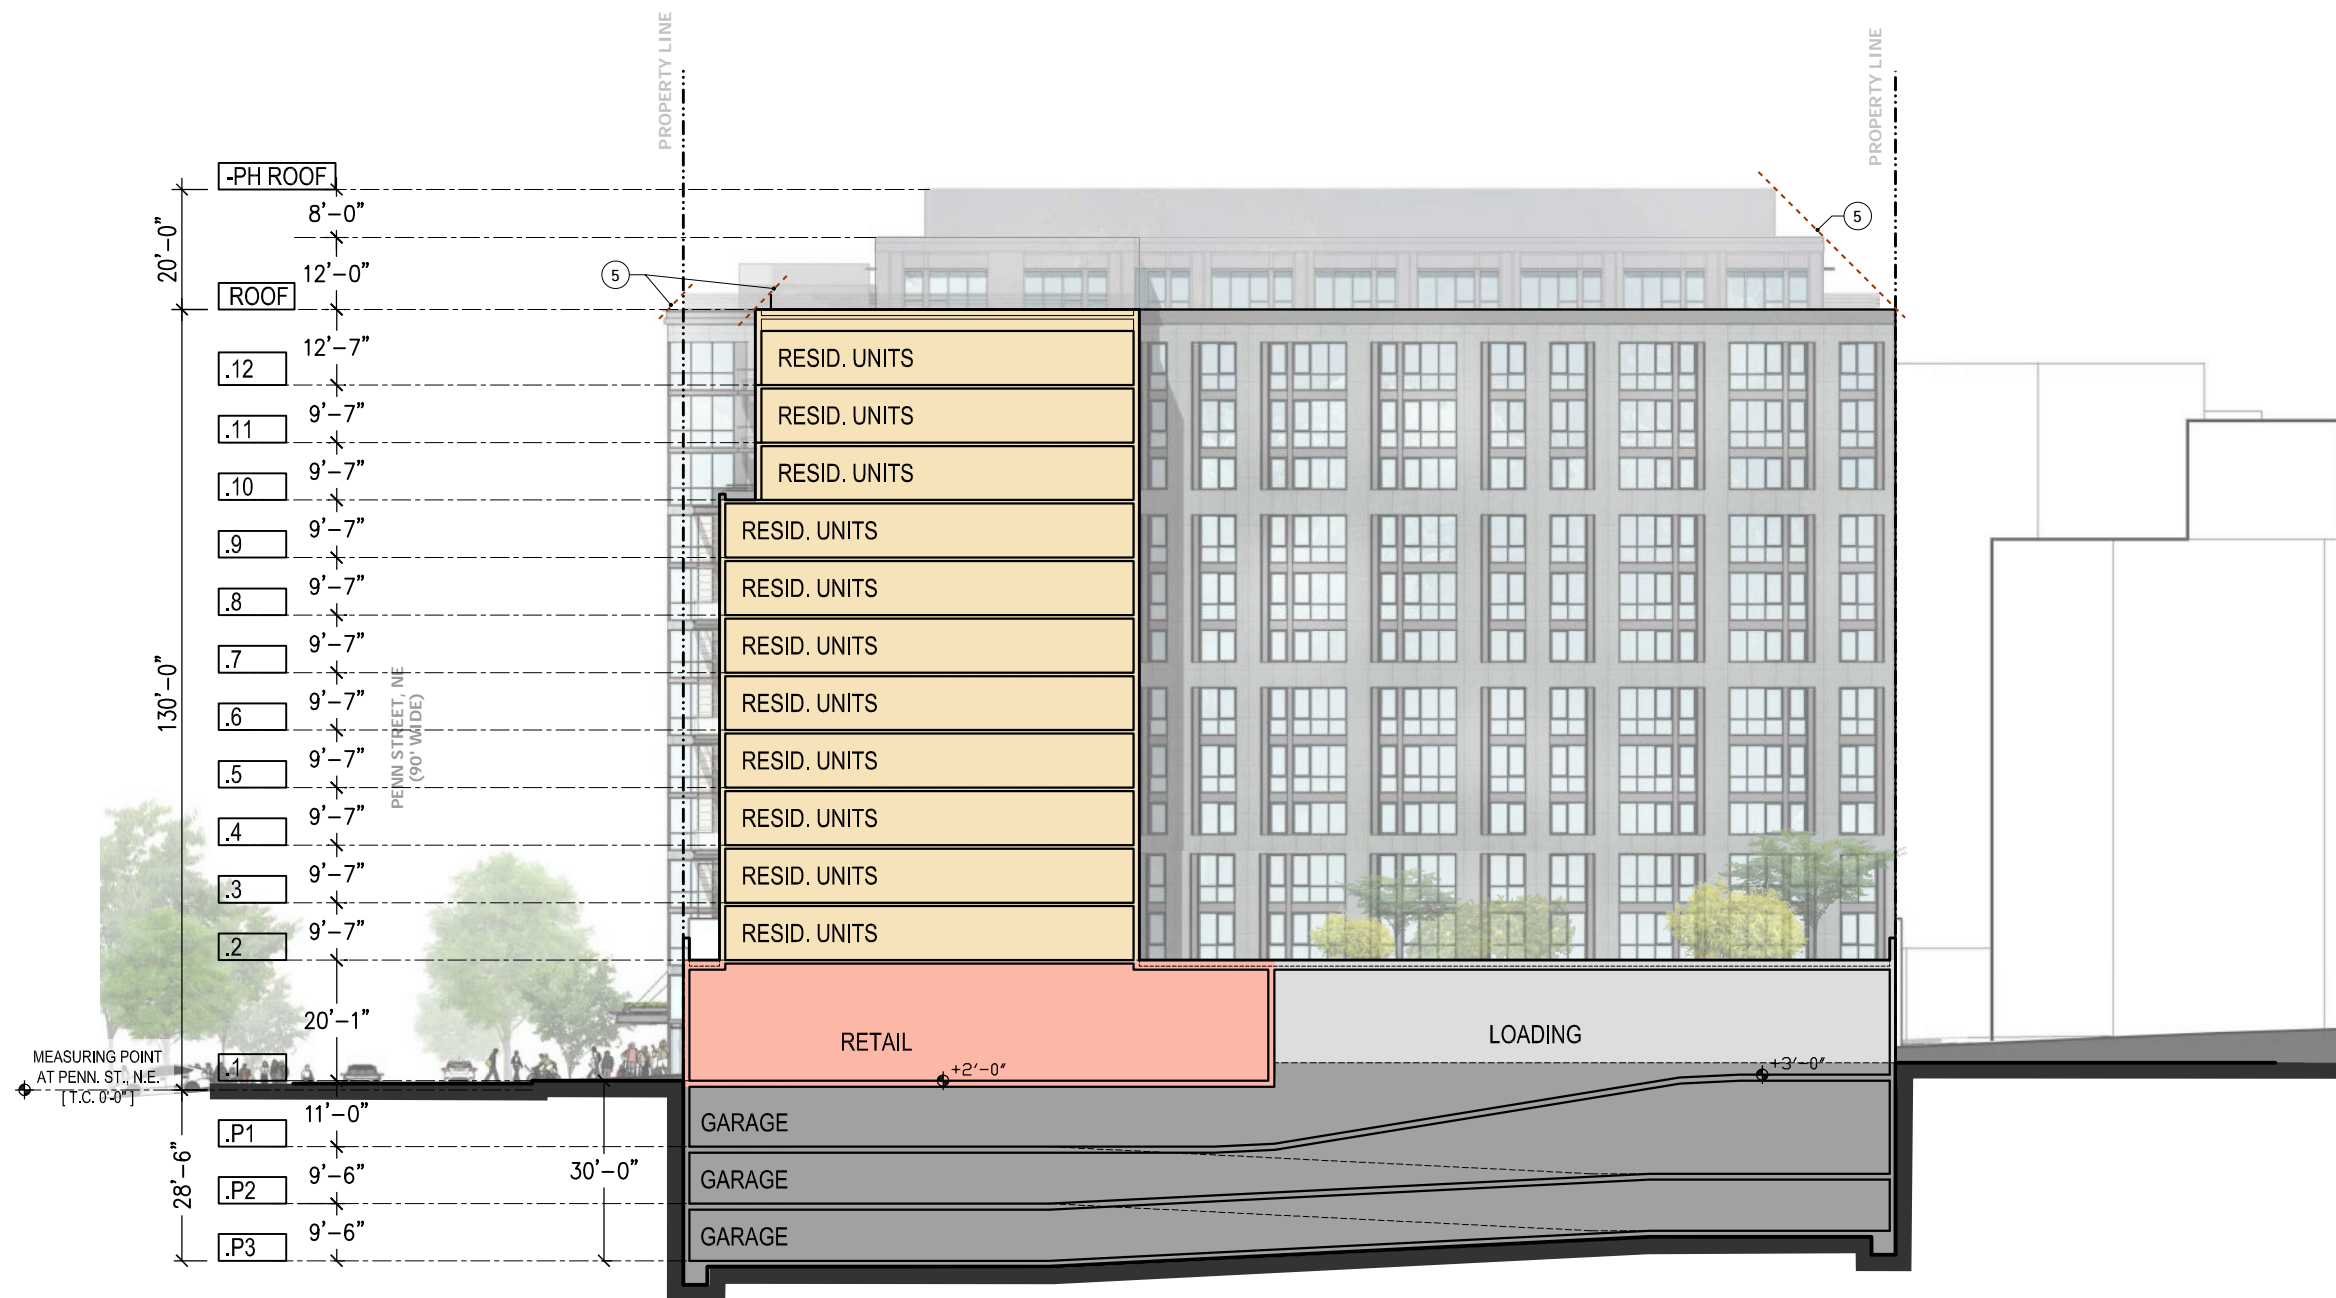 PROPERTY LINE
PROPERTY LINE
-PH ROOF
8'-0"
20'-0"
12'-0"
ROOF
5
5
12'-7"
.12
RESID. UNITS
9'-7"
.11
RESID. UNITS
9'-7"
.10
RESID. UNITS
9'-7"
.9
RESID. UNITS
9'-7"
.8
RESID. UNITS
9'-7"
.7
RESID. UNITS
130'-0"
PENN STREET, NE
(90' WIDE)
9'-7"
.6
RESID. UNITS
9'-7"
.5
RESID. UNITS
9'-7"
.4
RESID. UNITS
9'-7"
.3
RESID. UNITS
9'-7"
.2
RESID. UNITS
20'-1"
RETAIL
LOADING
.1
+2'-0"
+3'-0"
MEASURING POINT
AT PENN. ST., N.E.
[ T.C. 0'-0" ]
11'-0"
.P1
GARAGE
28'-6"
9'-6"
30'-0"
.P2
GARAGE
9'-6"
.P3
GARAGE